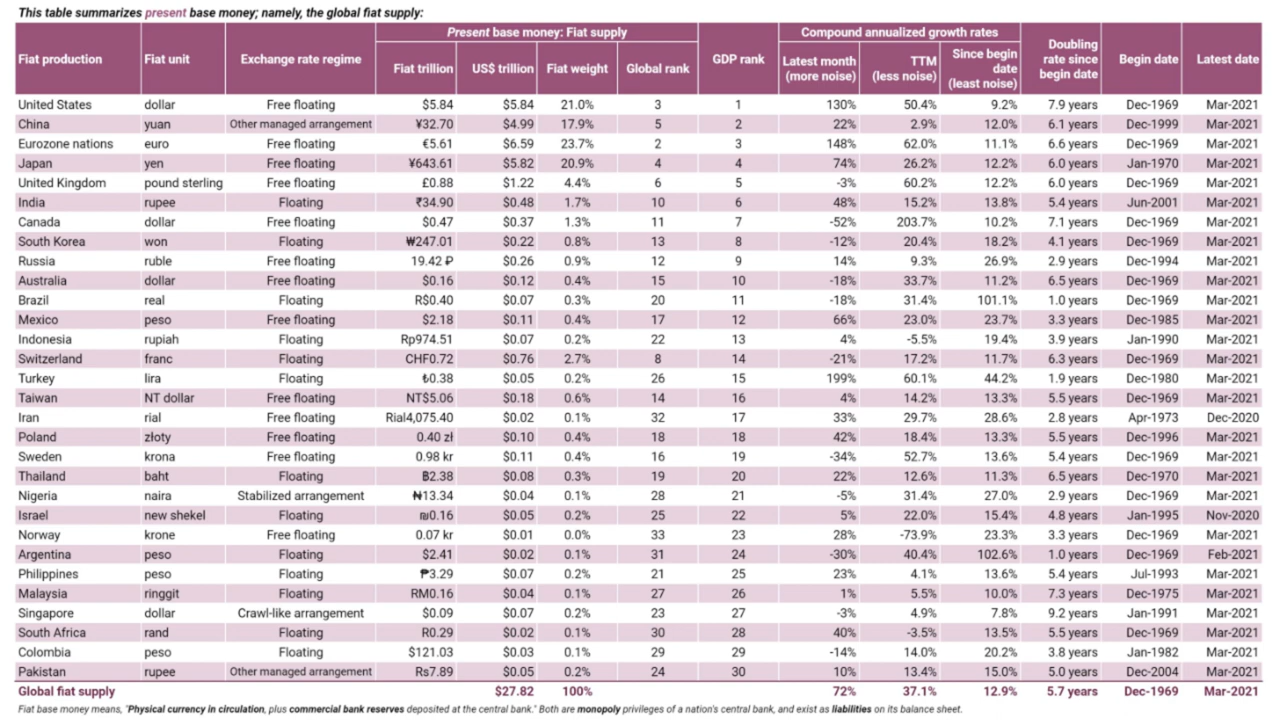 This table summarizes present base money; namely, the global fiat supply:
Present base money: Fiat supply Compound annualized growth rates
Fiat production Fiat unit Exchange rate regime Fiat trillion US$ trillion Fiat weight Global rank GDP rank Latest month (more noise) TTM (less noise) Since begin date (least noise) Doubling rate since begin date Begin date Latest date
United States dollar Free floating $5.84 $5.84 21.0% 3 1 130% 50.4% 9.2% 7.9 years Dec-1969 Mar-2021
China yuan Other managed arrangement ¥32.70 $4.99 17.9% 5 2 22% 2.9% 12.0% 6.1 years Dec-1999 Mar-2021
Eurozone nations euro Free floating €5.61 $6.59 23.7% 2 3 148% 62.0% 11.1% 6.6 years Dec-1969 Mar-2021
Japan yen Free floating ¥643.61 $5.82 20.9% 4 4 74% 26.2% 12.2% 6.0 years Jan-1970 Mar-2021
United Kingdom pound sterling Free floating £0.88 $1.22 4.4% 6 5 -3% 60.2% 12.2% 6.0 years Dec-1969 Mar-2021
India rupee Floating ₹34.90 $0.48 1.7% 10 6 48% 15.2% 13.8% 5.4 years Jun-2001 Mar-2021
Canada dollar Free floating $0.47 $0.37 1.3% 11 7 -52% 203.7% 10.2% 7.1 years Dec-1969 Mar-2021
South Korea won Floating ₩247.01 $0.22 0.8% 13 8 -12% 20.4% 18.2% 4.1 years Dec-1969 Mar-2021
Russia ruble Free floating 19.42 ₽ $0.26 0.9% 12 9 14% 9.3% 26.9% 2.9 years Dec-1994 Mar-2021
Australia dollar Free floating $0.16 $0.12 0.4% 15 10 -18% 33.7% 11.2% 6.5 years Dec-1969 Mar-2021
Brazil real Floating R$0.40 $0.07 0.3% 20 11 -18% 31.4% 101.1% 1.0 years Dec-1969 Mar-2021
Mexico peso Free floating $2.18 $0.11 0.4% 17 12 66% 23.0% 23.7% 3.3 years Dec-1985 Mar-2021
Indonesia rupiah Floating Rp974.51 $0.07 0.2% 22 13 4% -5.5% 19.4% 3.9 years Jan-1990 Mar-2021
Switzerland franc Floating CHF0.72 $0.76 2.7% 8 14 -21% 17.2% 11.7% 6.3 years Dec-1969 Mar-2021
Turkey lira Floating ₺0.38 $0.05 0.2% 26 15 199% 60.1% 44.2% 1.9 years Dec-1980 Mar-2021
Taiwan NT dollar Free floating NT$5.06 $0.18 0.6% 14 16 4% 14.2% 13.3% 5.5 years Dec-1969 Mar-2021
Iran rial Free floating Rial4,075.40 $0.02 0.1% 32 17 33% 29.7% 28.6% 2.8 years Apr-1973 Dec-2020
Poland złoty Free floating 0.40 zł $0.10 0.4% 18 18 42% 18.4% 13.3% 5.5 years Dec-1996 Mar-2021
Sweden krona Free floating 0.98 kr $0.11 0.4% 16 19 -34% 52.7% 13.6% 5.4 years Dec-1969 Mar-2021
Thailand baht Floating ฿2.38 $0.08 0.3% 19 20 22% 12.6% 11.3% 6.5 years Dec-1970 Mar-2021
Nigeria naira Stabilized arrangement ₦13.34 $0.04 0.1% 28 21 -5% 31.4% 27.0% 2.9 years Dec-1969 Mar-2021
Israel new shekel Floating ₪0.16 $0.05 0.2% 25 22 5% 22.0% 15.4% 4.8 years Jan-1995 Nov-2020
Norway krone Free floating 0.07 kr $0.01 0.0% 33 23 28% -73.9% 23.3% 3.3 years Dec-1969 Mar-2021
Argentina peso Floating $2.41 $0.02 0.1% 31 24 -30% 40.4% 102.6% 1.0 years Dec-1969 Feb-2021
Philippines peso Floating ₱3.29 $0.07 0.2% 21 25 23% 4.1% 13.6% 5.4 years Jul-1993 Mar-2021
Malaysia ringgit Floating RM0.16 $0.04 0.1% 27 26 1% 5.5% 10.0% 7.3 years Dec-1975 Mar-2021
Singapore dollar Crawl-like arrangement $0.09 $0.07 0.2% 23 27 -3% 4.9% 7.8% 9.2 years Jan-1991 Mar-2021
South Africa rand Floating R0.29 $0.02 0.1% 30 28 40% -3.5% 13.5% 5.5 years Dec-1969 Mar-2021
Colombia peso Floating $121.03 $0.03 0.1% 29 29 -14% 14.0% 20.2% 3.8 years Jan-1982 Mar-2021
Pakistan rupee Other managed arrangement Rs7.89 $0.05 0.2% 24 30 10% 13.4% 15.0% 5.0 years Dec-2004 Mar-2021
Global fiat supply $27.82 100% 72% 37.1% 12.9% 5.7 years Dec-1969 Mar-2021
Fiat base money means, "Physical currency in circulation, plus commercial bank reserves deposited at the central bank." Both are monopoly privileges of a nation's central bank, and exist as liabilities on its balance sheet.